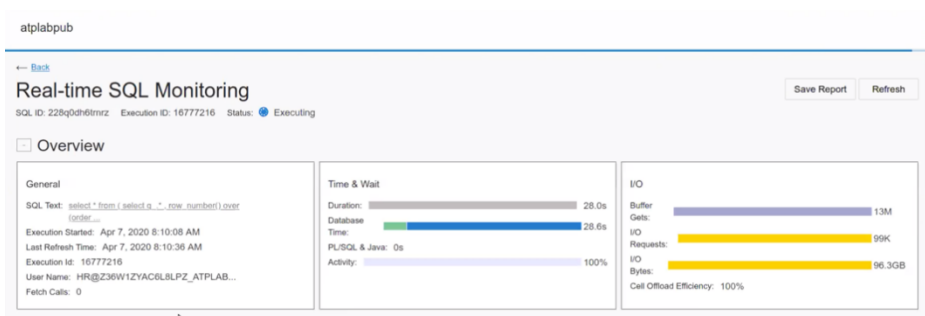 atplabpub
← Back
Real-time SQL Monitoring
Save Report Refresh
Execution ID: 16777216 Status: Executing
Overview
General
SQL Text: select * from ( select q .* , row_number() over
(order ...
Execution Started: Apr 7, 2020 8:10:08 AM
Last Refresh Time: Apr 7, 2020 8:10:36 AM
Execution Id: 16777216
User Name: HR@Z36W1ZYAC6L8LPZ_ATPLAB...
Fetch Calls: 0
Time & Wait
Duration: 28.0s
Database
Time: 28.6s
PL/SQL & Java: 0s
Activity: 100%
I/O
Buffer
Gets: 13M
I/O
Requests: 99K
I/O
Bytes: 96.3GB
Cell Offload Efficiency: 100%